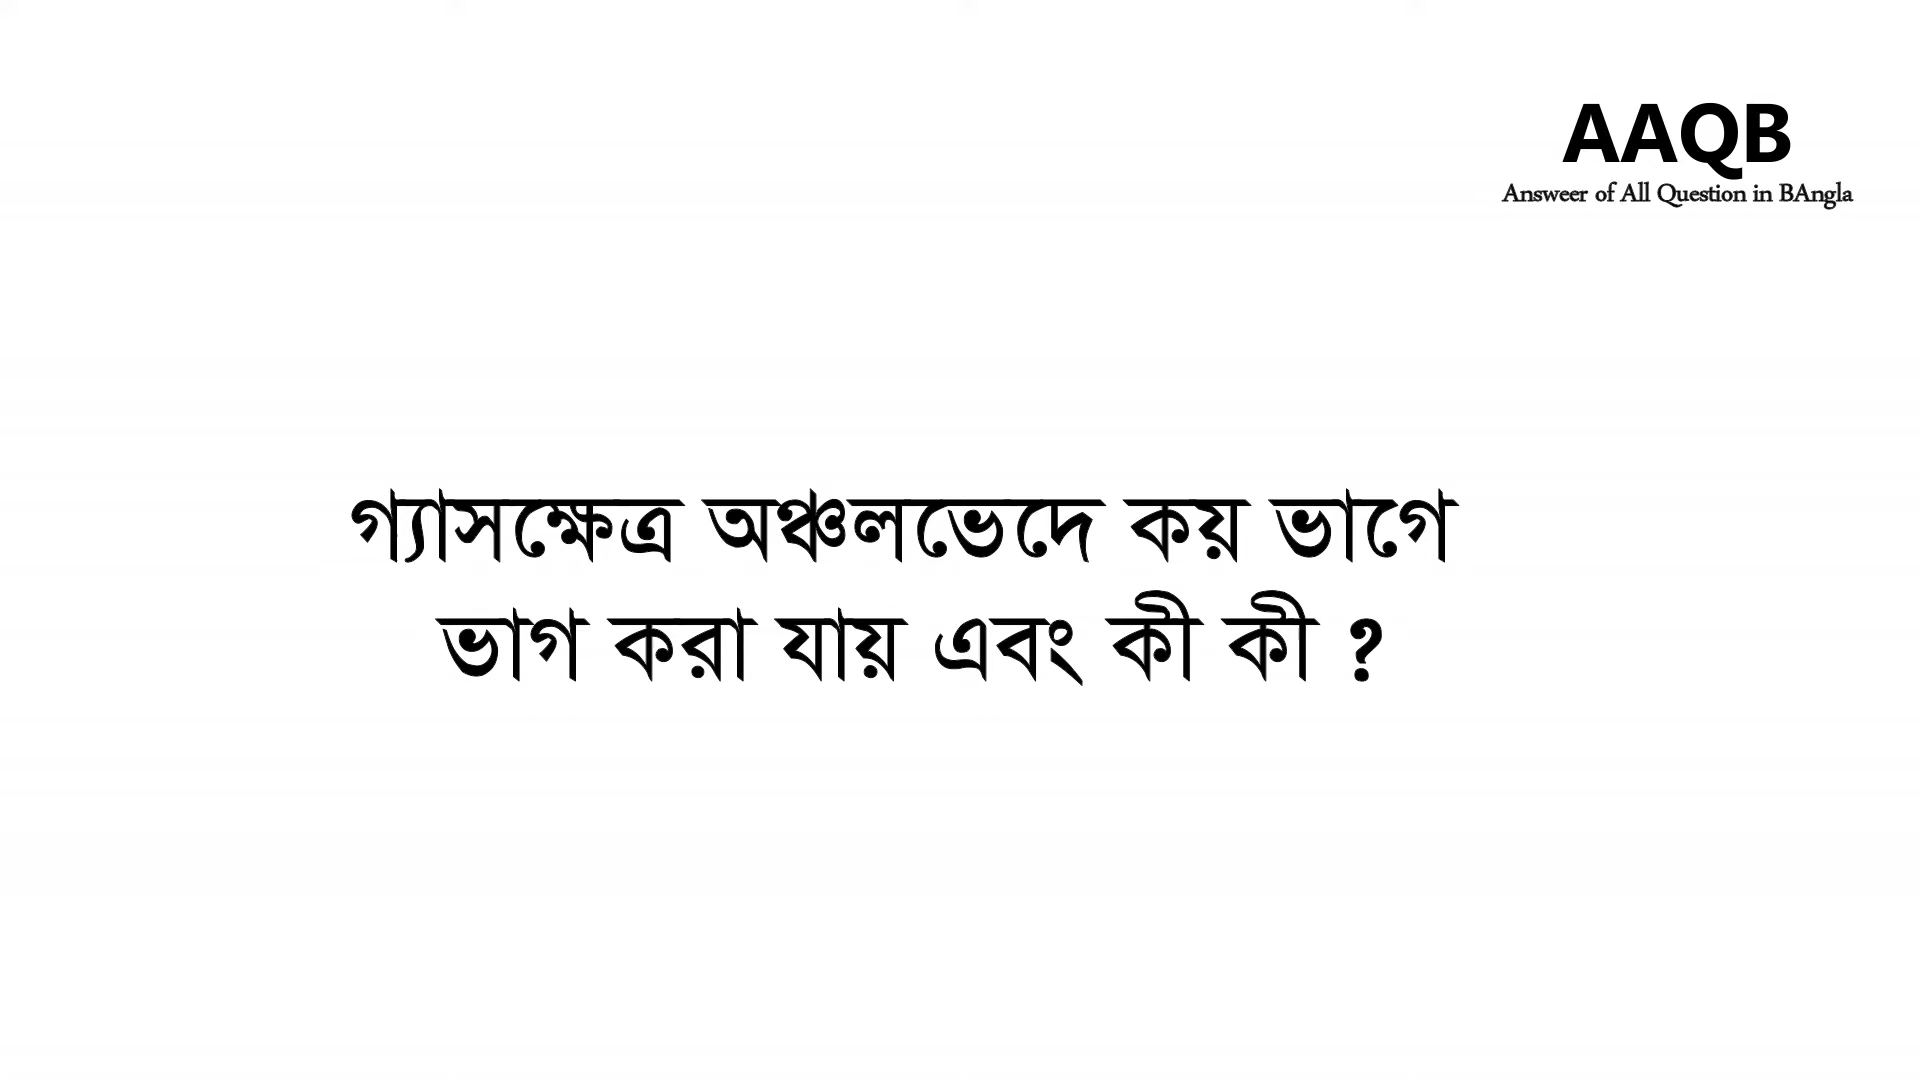 AAQB
Answeer of All Question in BAngla
গ্যাসক্ষেত্র অঞ্চলভেদে কয় ভাগে
ভাগ করা যায় এবং কী কী ?